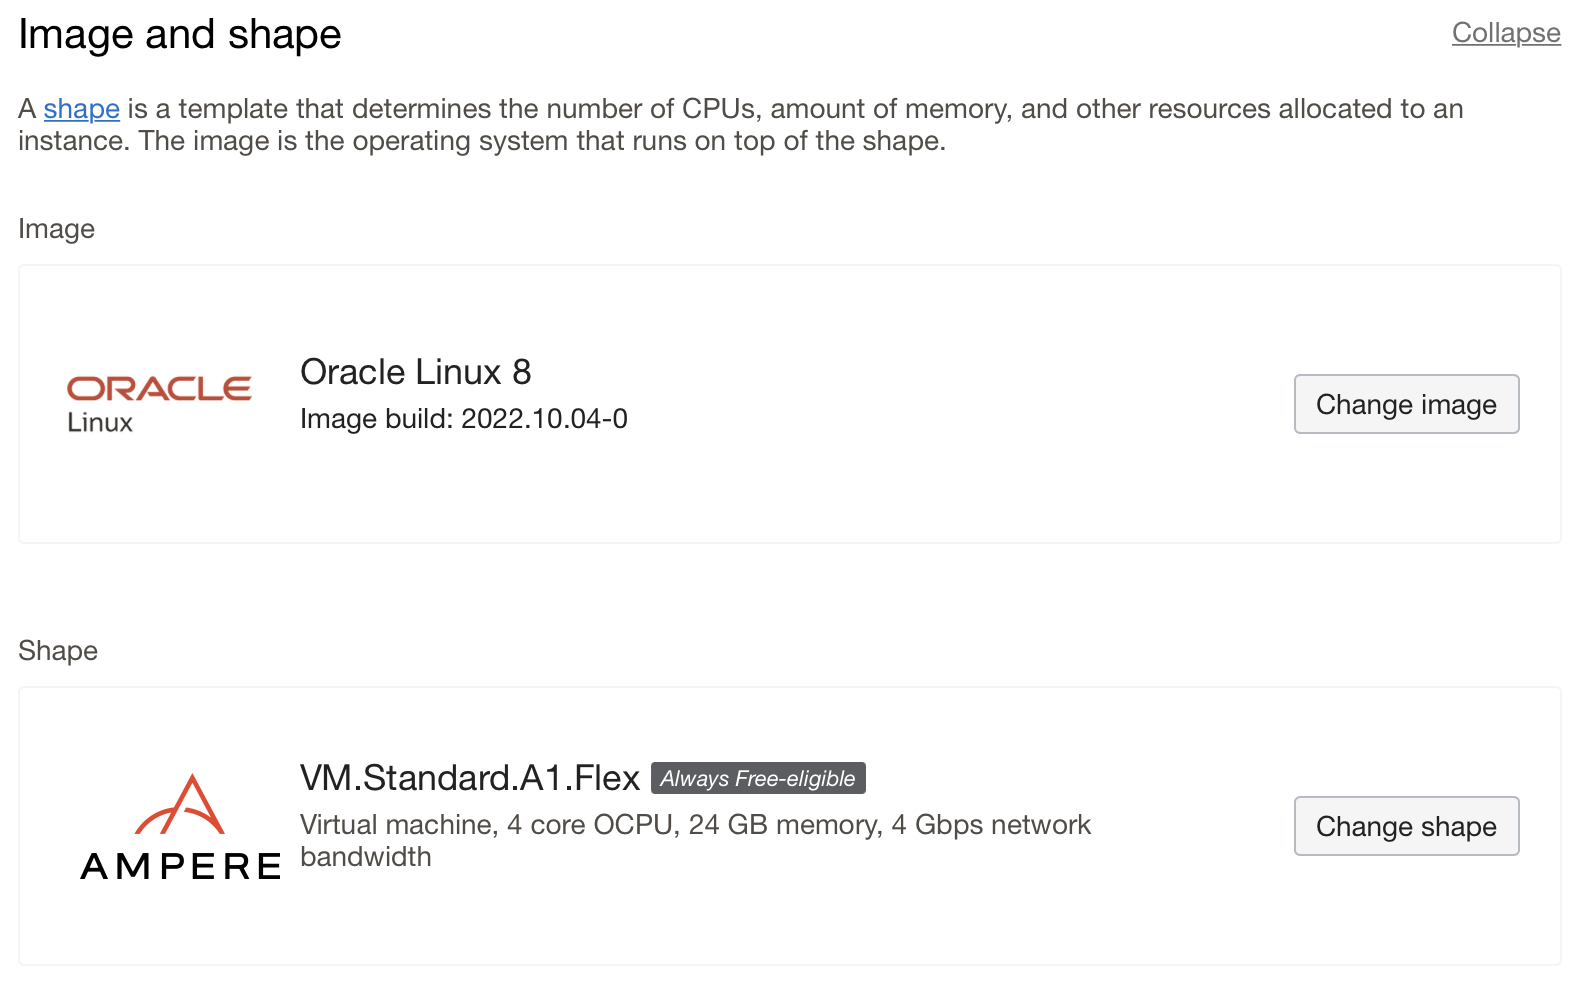 Image and shape
Collapse
A shape is a template that determines the number of CPUs, amount of memory, and other resources allocated to an
instance. The image is the operating system that runs on top of the shape.
Image
ORACLE
Linux
Oracle Linux 8
Image build: 2022.10.04-0
Change image
Shape
AMPERE
VM.Standard.A1.Flex Always Free-eligible
Virtual machine, 4 core OCPU, 24 GB memory, 4 Gbps network
bandwidth
Change shape